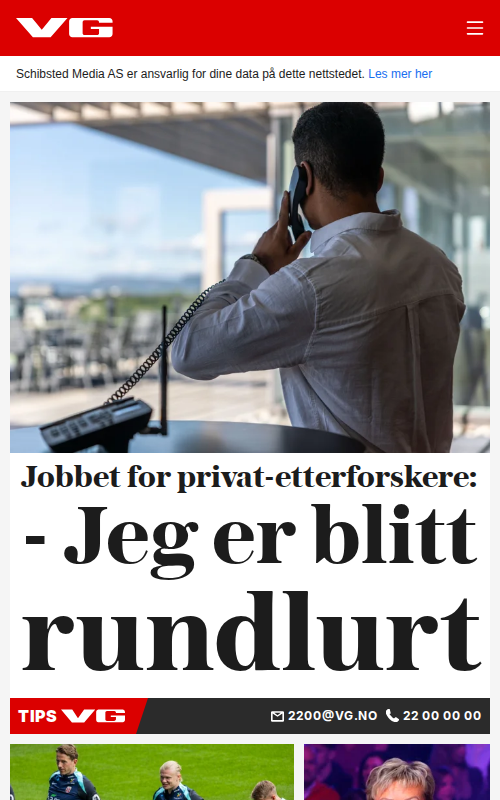 VG
Schibsted Media AS er ansvarlig for dine data på dette nettstedet. Les mer her
Jobbet for privat-etterforskere:
- Jeg er blitt
rundlurt
TIPS VG 2200@VG.NO 22 00 00 00